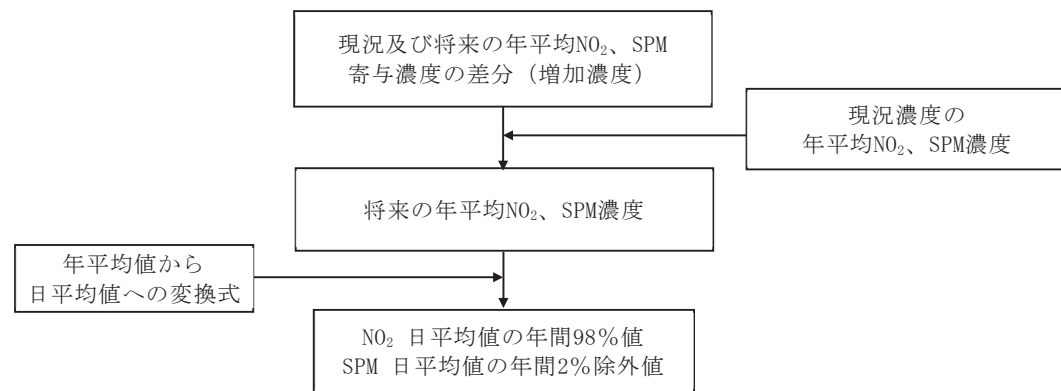 現況及び将来の年平均NO₂、SPM
寄与濃度の差分（増加濃度）
現況濃度の
年平均NO₂、SPM濃度
将来の年平均NO₂、SPM濃度
年平均値から
日平均値への変換式
NO₂ 日平均値の年間98%値
SPM 日平均値の年間2%除外値